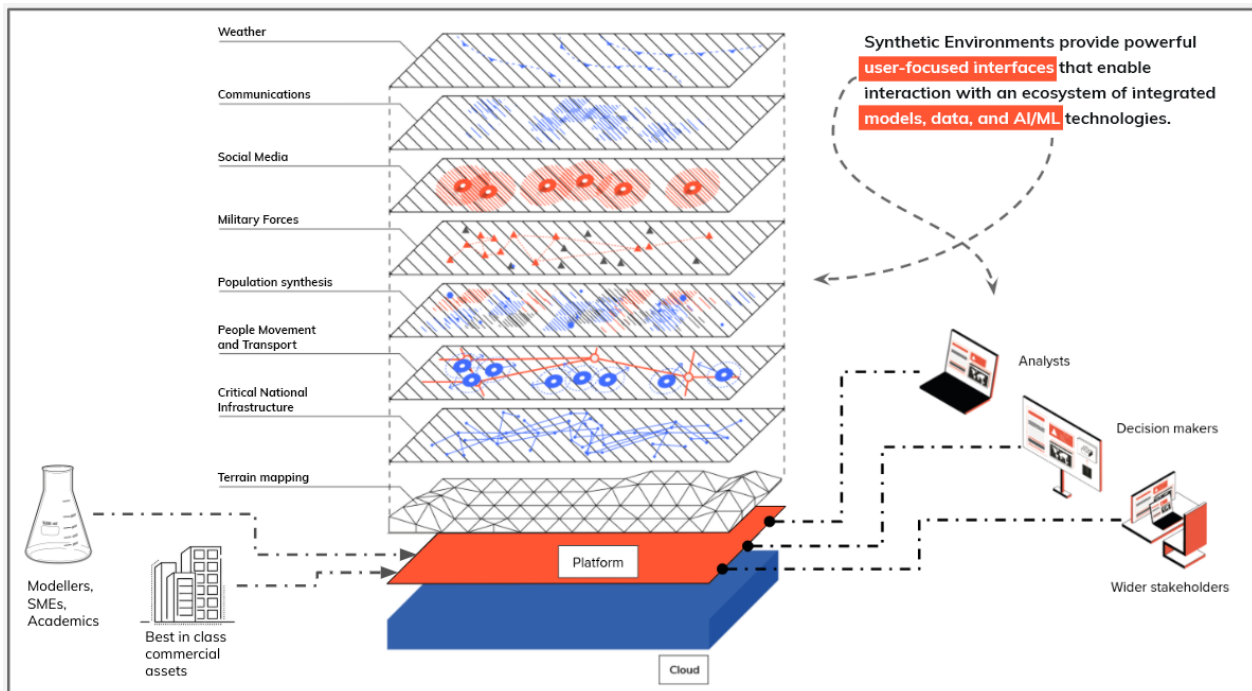 Weather
Communications
Social Media
Military Forces
Population synthesis
People Movement
and Transport
Critical National
Infrastructure
Terrain mapping
Synthetic Environments provide powerful
user-focused interfaces that enable
interaction with an ecosystem of integrated
models, data, and AI/ML technologies.
Analysts
Decision makers
Wider stakeholders
Modellers,
SMEs,
Academics
Best in class
commercial
assets
Platform
Cloud